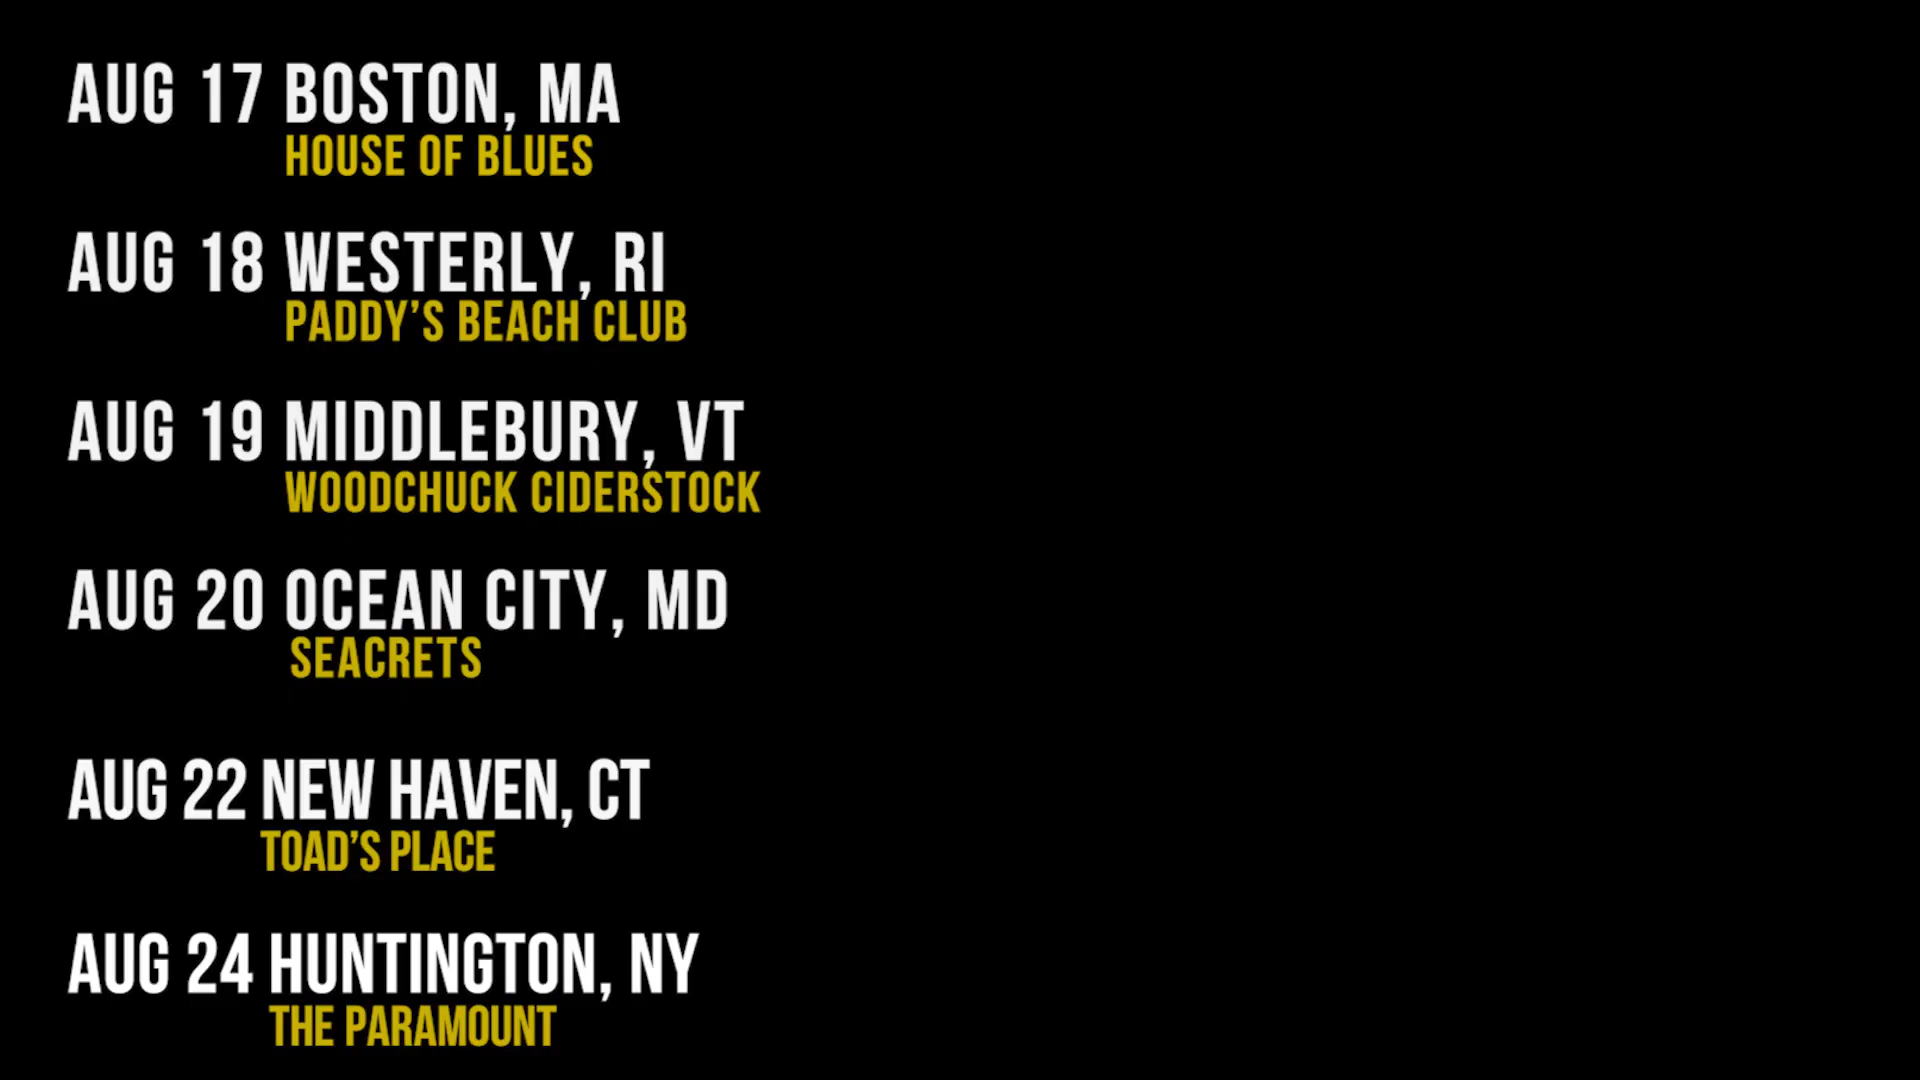 AUG 17 BOSTON, MA
HOUSE OF BLUES
AUG 18 WESTERLY, RI
PADDY’S BEACH CLUB
AUG 19 MIDDLEBURY, VT
WOODCHUCK CIDERSTOCK
AUG 20 OCEAN CITY, MD
SEACRETS
AUG 22 NEW HAVEN, CT
TOAD’S PLACE
AUG 24 HUNTINGTON, NY
THE PARAMOUNT